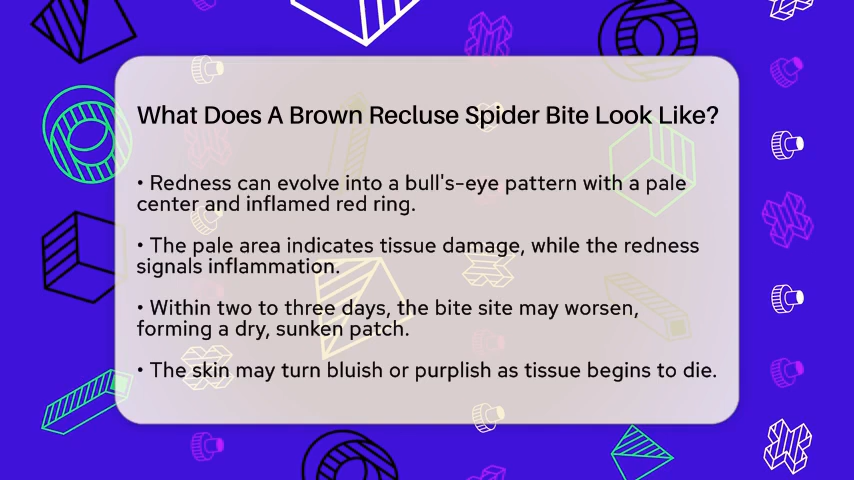 What Does A Brown Recluse Spider Bite Look Like?
• Redness can evolve into a bull's-eye pattern with a pale
center and inflamed red ring.
• The pale area indicates tissue damage, while the redness
signals inflammation.
• Within two to three days, the bite site may worsen,
forming a dry, sunken patch.
• The skin may turn bluish or purplish as tissue begins to die.